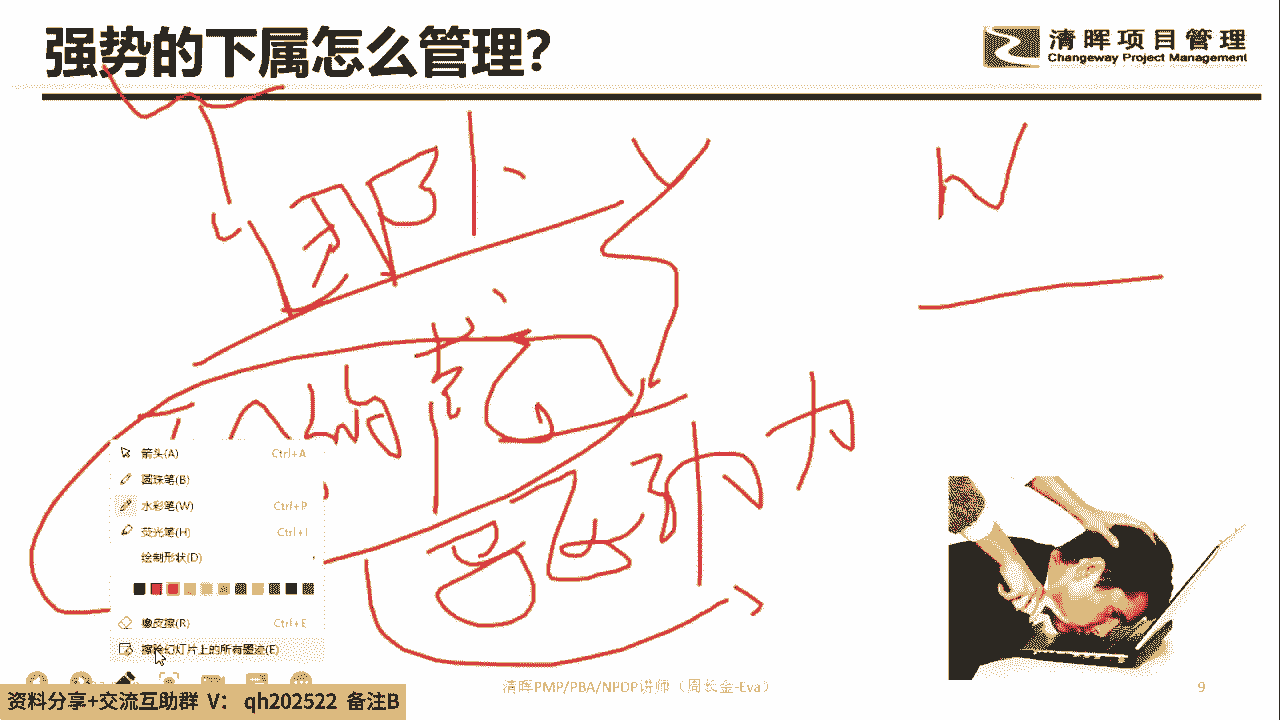 强势的下属怎么管理？
清晖项目管理
Changeway Project Management
箭头(A) Ctrl+A
圆珠笔(B)
水彩笔(W) Ctrl+P
荧光笔(H) Ctrl+I
绘制形状(D)
橡皮擦(R) Ctrl+E
擦除幻灯片上的所有墨迹(E)
驱动力
清晖PMP/PBA/NPDP讲师（周长金-Eva）
9
资料分享+交流互助群 V： qh202522 备注B